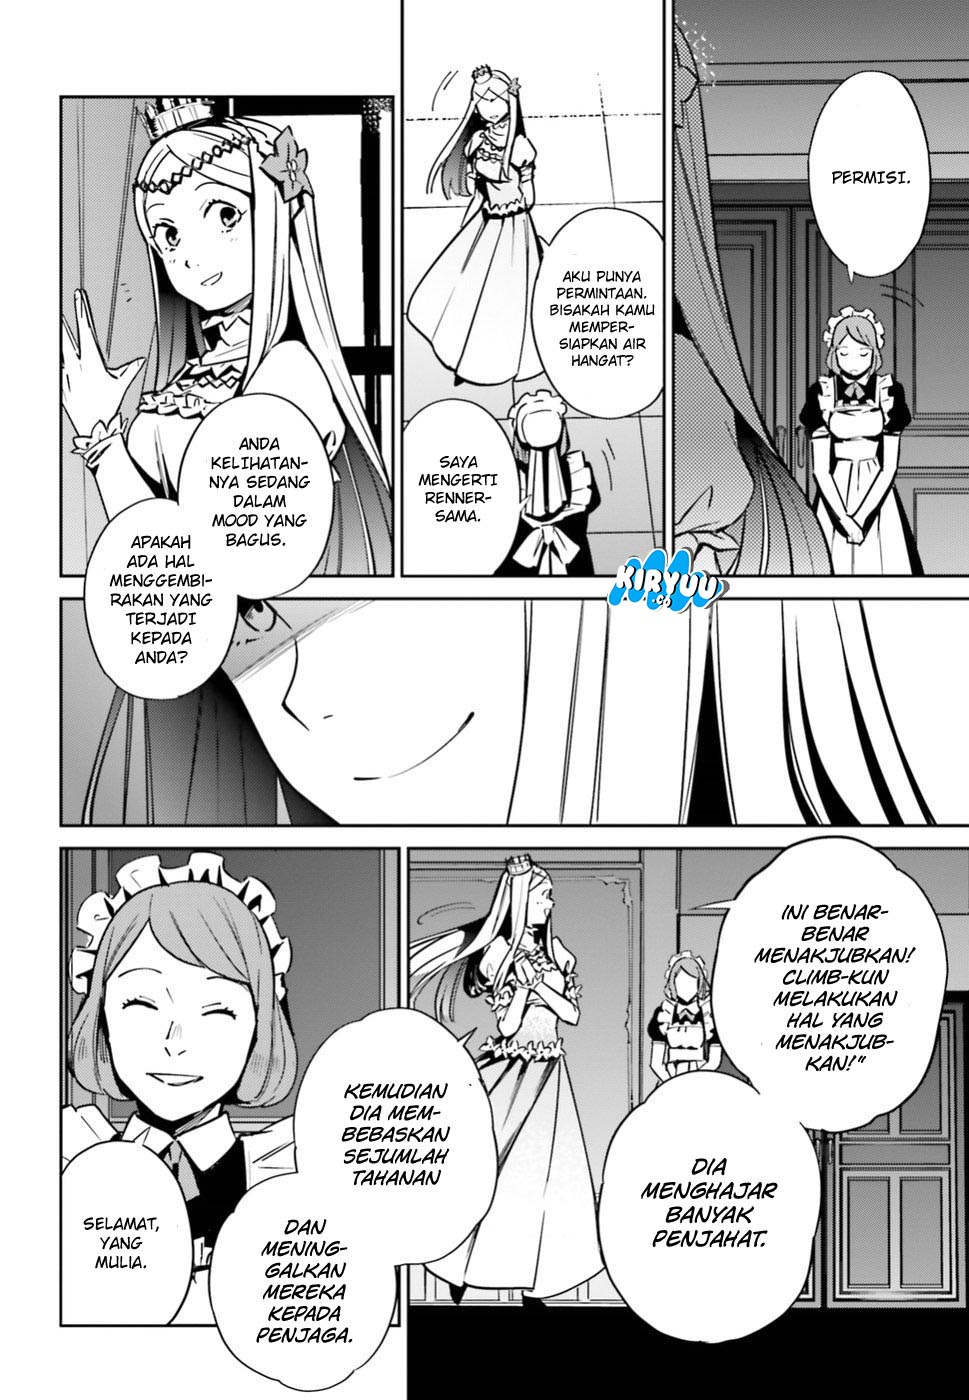 PERMISI.
AKU PUNYA
PERMINTAAN.
BISAKAH KAMU
MEMPER-
SIAPKAN AIR
HANGAT?
SAYA
MENGERTI
RENNER-
SAMA.
ANDA
KELIHATAN-
NYA SEDANG
DALAM
MOOD YANG
BAGUS.
APAKAH
ADA HAL
MENGGEMBI-
RAKAN YANG
TERJADI
KEPADA
ANDA?
KIRYUU
.CO
INI BENAR-
BENAR
MENAKJUBKAN!
CLIMB-KUN
MELAKUKAN
HAL YANG
MENAKJUB-
KAN!"
DIA
MENGHAJAR
BANYAK
PENJAHAT.
KEMUDIAN
DIA MEM-
BEBASKAN
SEJUMLAH
TAHANAN
DAN
MENING-
GALKAN
MEREKA
KEPADA
PENJAGA.
SELAMAT,
YANG
MULIA.